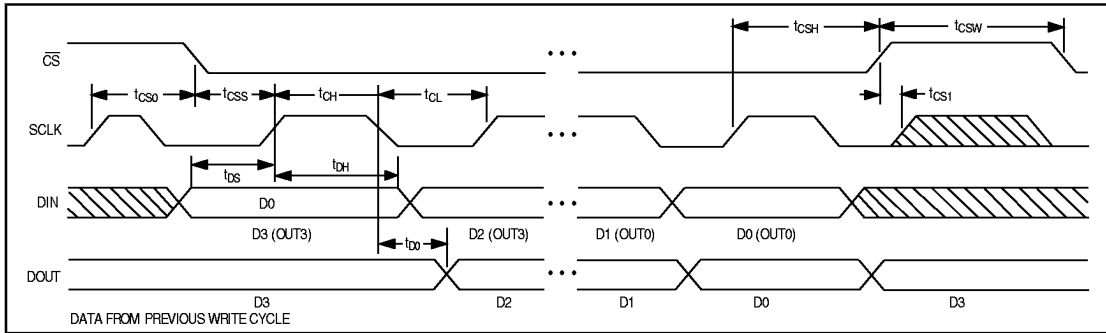 tCSH
tCSW
CS
tCS0
tCSS
tCH
tCL
tCS1
SCLK
tDS
tDH
DIN
D0
D3 (OUT3)
tD0
D2 (OUT3)
D1 (OUT0)
D0 (OUT0)
DOUT
D3
D2
D1
D0
D3
DATA FROM PREVIOUS WRITE CYCLE